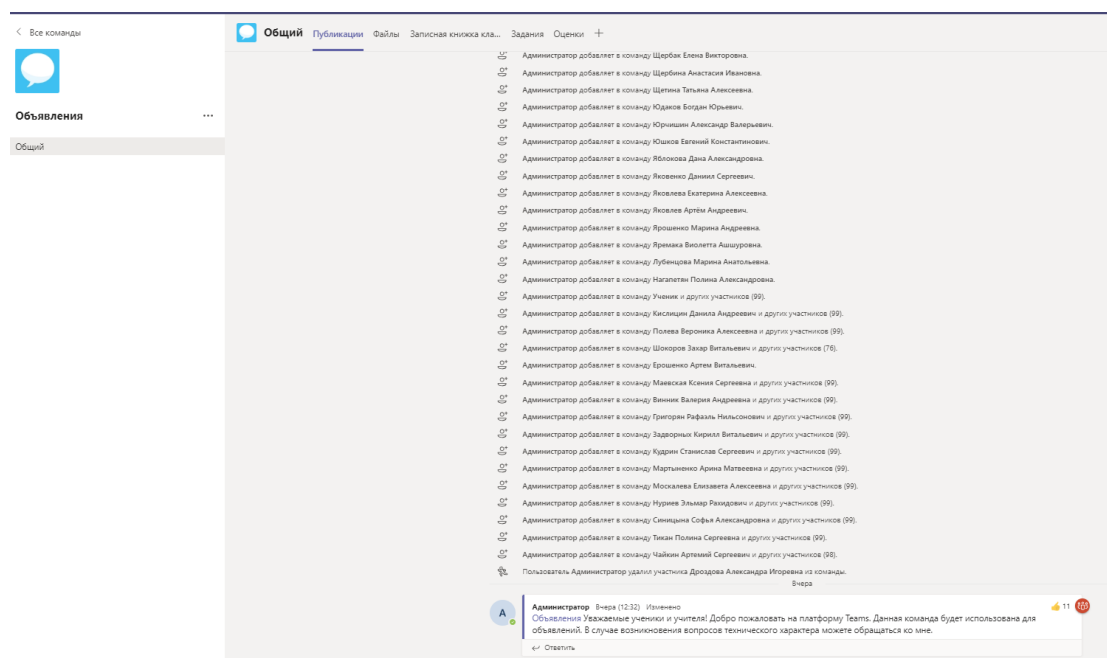 Все команды
Объявления
Общий
Общий Публикации Файлы Записная книжка кла... Задания Оценки
Администратор добавляет в команду Щербак Елена Викторовна.
Администратор добавляет в команду Щербина Анастасия Ивановна.
Администратор добавляет в команду Щетина Татьяна Алексеевна.
Администратор добавляет в команду Юдаков Богдан Юрьевич.
Администратор добавляет в команду Юрчишин Александр Валерьевич.
Администратор добавляет в команду Юшков Евгений Константинович.
Администратор добавляет в команду Яблокова Дана Александровна.
Администратор добавляет в команду Яковенко Даниил Сергеевич.
Администратор добавляет в команду Яковлева Екатерина Алексеевна.
Администратор добавляет в команду Яковлев Артём Андреевич.
Администратор добавляет в команду Ярошенко Марина Андреевна.
Администратор добавляет в команду Яремака Виолетта Ашшуровна.
Администратор добавляет в команду Лубенцова Марина Анатольевна.
Администратор добавляет в команду Нагапетян Полина Александровна.
Администратор добавляет в команду Ученик и других участников (99).
Администратор добавляет в команду Кислицин Данила Андреевич и других участников (99).
Администратор добавляет в команду Полева Вероника Алексеевна и других участников (99).
Администратор добавляет в команду Шокоров Захар Витальевич и других участников (76).
Администратор добавляет в команду Ерошенко Артем Витальевич.
Администратор добавляет в команду Маевская Ксения Сергеевна и других участников (99).
Администратор добавляет в команду Винник Валерия Андреевна и других участников (99).
Администратор добавляет в команду Григорян Рафаэль Нильсонович и других участников (99).
Администратор добавляет в команду Задворных Кирилл Витальевич и других участников (99).
Администратор добавляет в команду Кудрин Станислав Сергеевич и других участников (99).
Администратор добавляет в команду Мартыненко Арина Матвеевна и других участников (99).
Администратор добавляет в команду Москалева Елизавета Алексеевна и других участников (99).
Администратор добавляет в команду Нуриев Эльмар Рахидович и других участников (99).
Администратор добавляет в команду Синицына Софья Александровна и других участников (99).
Администратор добавляет в команду Тикан Полина Сергеевна и других участников (99).
Администратор добавляет в команду Чайкин Артемий Сергеевич и других участников (98).
Пользователь Администратор удалил участника Дроздова Александра Игоревна из команды.
Вчера
А
Администратор Вчера (12:32) Изменено 11
Объявления Уважаемые ученики и учителя! Добро пожаловать на платформу Teams. Данная команда будет использована для
объявлений. В случае возникновения вопросов технического характера можете обращаться ко мне.
Ответить